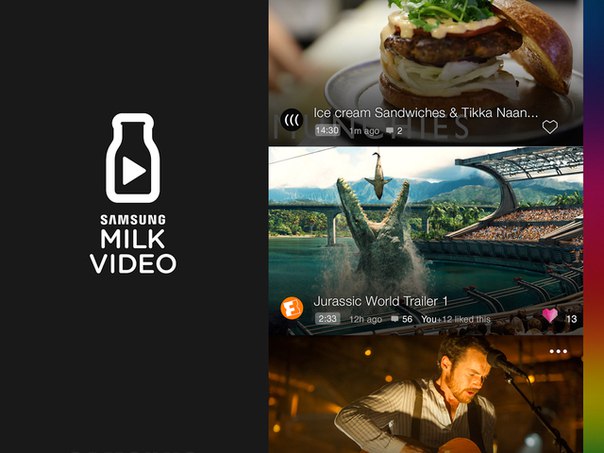 SAMSUNG
MILK
VIDEO
Ice cream Sandwiches & Tikka Naan...
14:30 1m ago 2
MUNCHIES
Jurassic World Trailer 1
2:33 12h ago 56 You+12 liked this 13